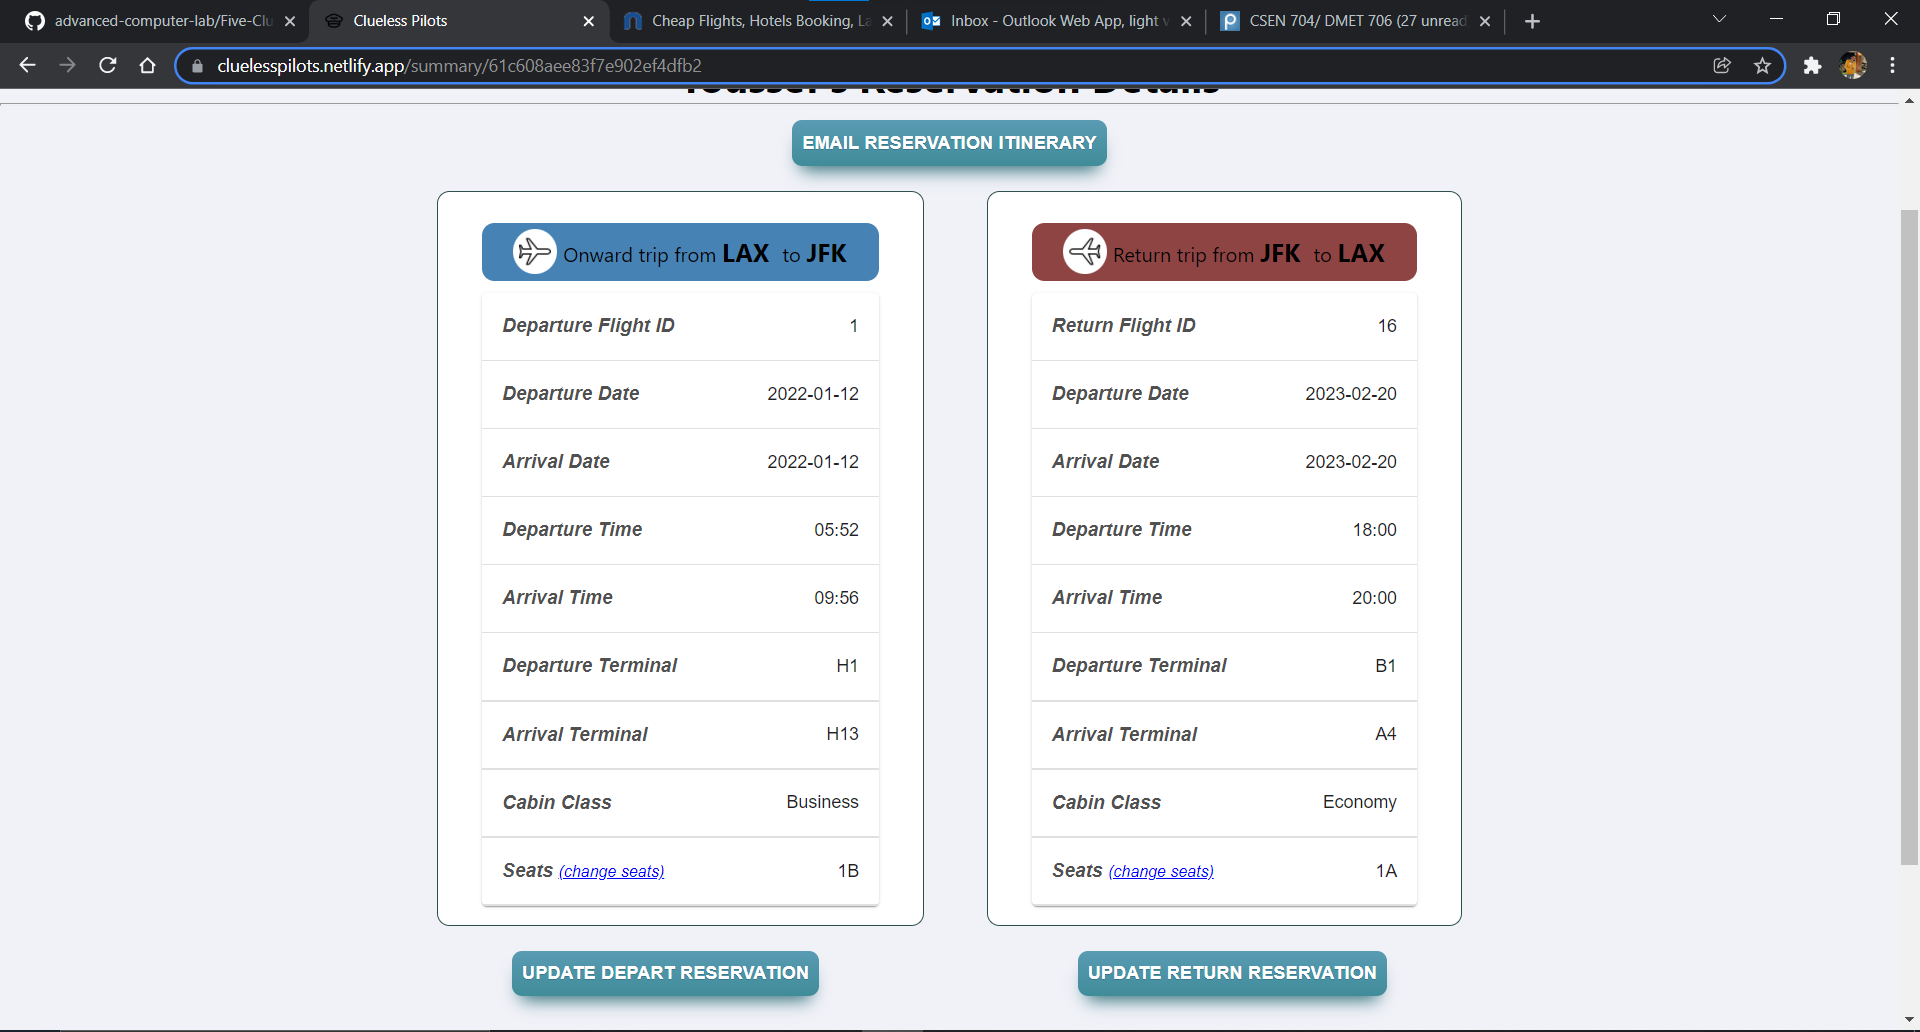 advanced-computer-lab/Five-Clu
Clueless Pilots
Cheap Flights, Hotels Booking, La
Inbox - Outlook Web App, light v
CSEN 704/ DMET 706 (27 unread
cluelesspilots.netlify.app/summary/61c608aee83f7e902ef4dfb2
Reservation Details
EMAIL RESERVATION ITINERARY
Onward trip from LAX to JFK
Departure Flight ID 1
Departure Date 2022-01-12
Arrival Date 2022-01-12
Departure Time 05:52
Arrival Time 09:56
Departure Terminal H1
Arrival Terminal H13
Cabin Class Business
Seats (change seats) 1B
UPDATE DEPART RESERVATION
Return trip from JFK to LAX
Return Flight ID 16
Departure Date 2023-02-20
Arrival Date 2023-02-20
Departure Time 18:00
Arrival Time 20:00
Departure Terminal B1
Arrival Terminal A4
Cabin Class Economy
Seats (change seats) 1A
UPDATE RETURN RESERVATION